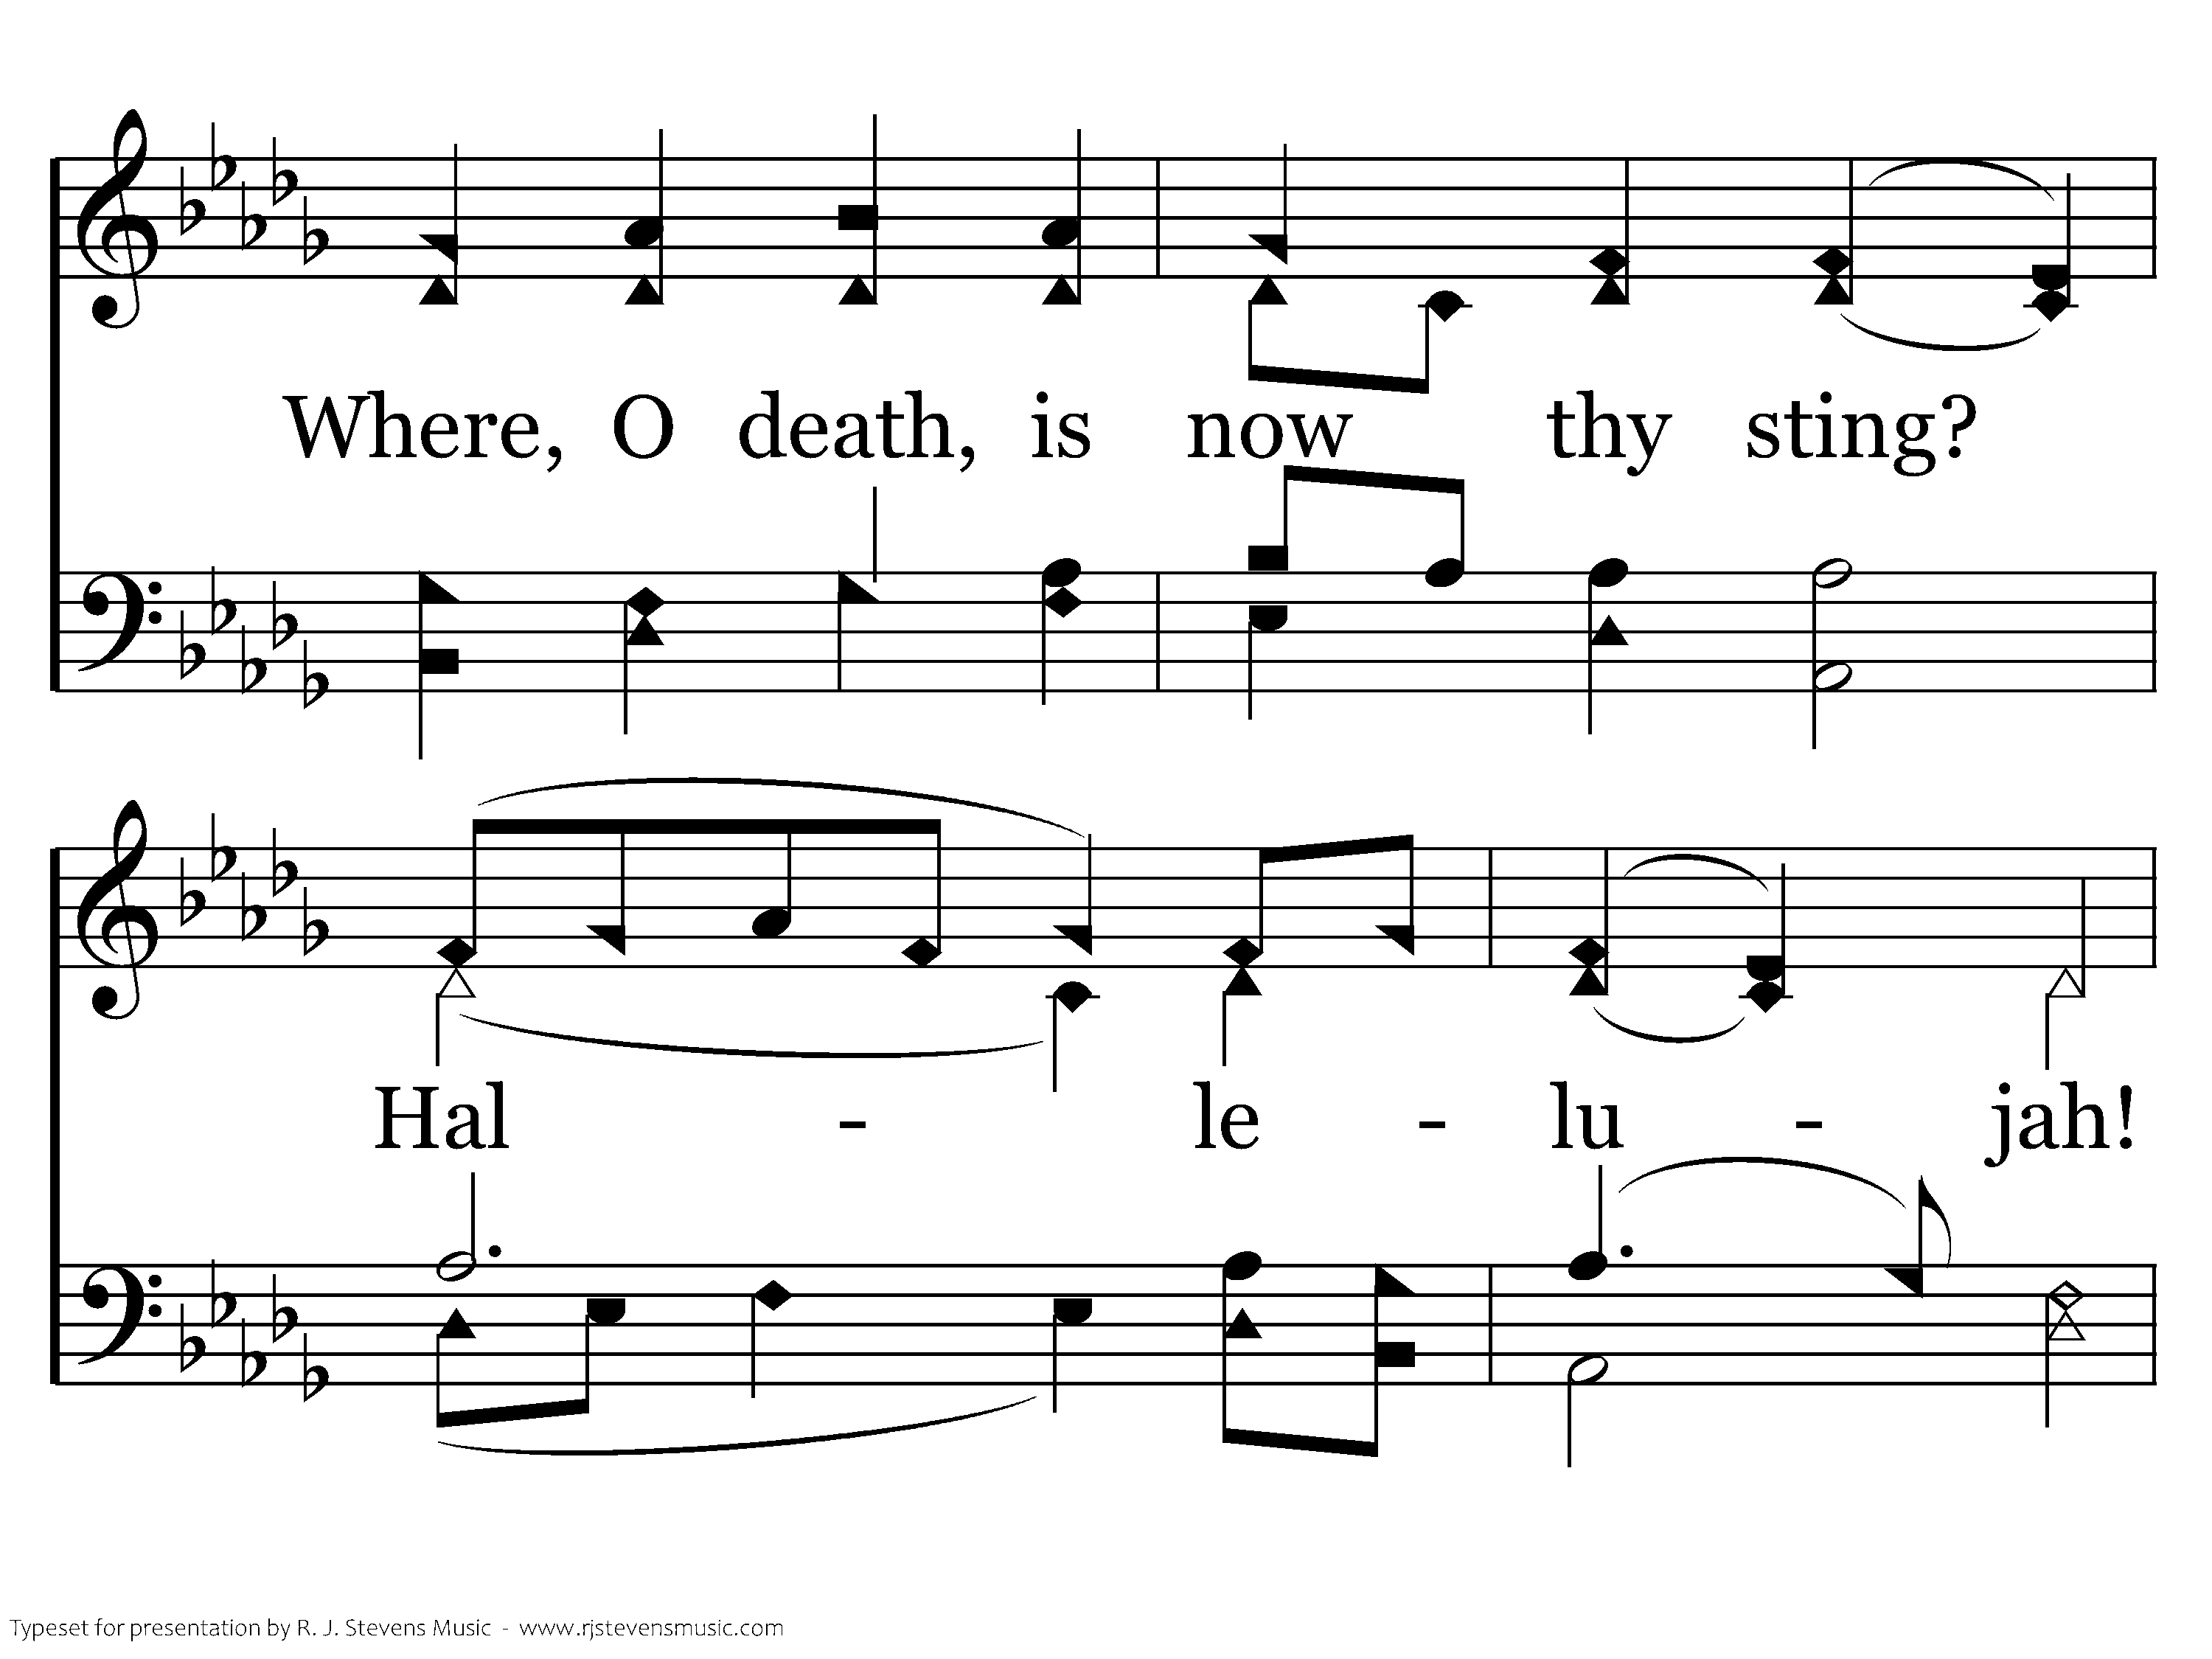 Where, O death, is now thy sting?
Hal - le - lu - jah!
Typeset for presentation by R. J. Stevens Music - www.rjstevensmusic.com